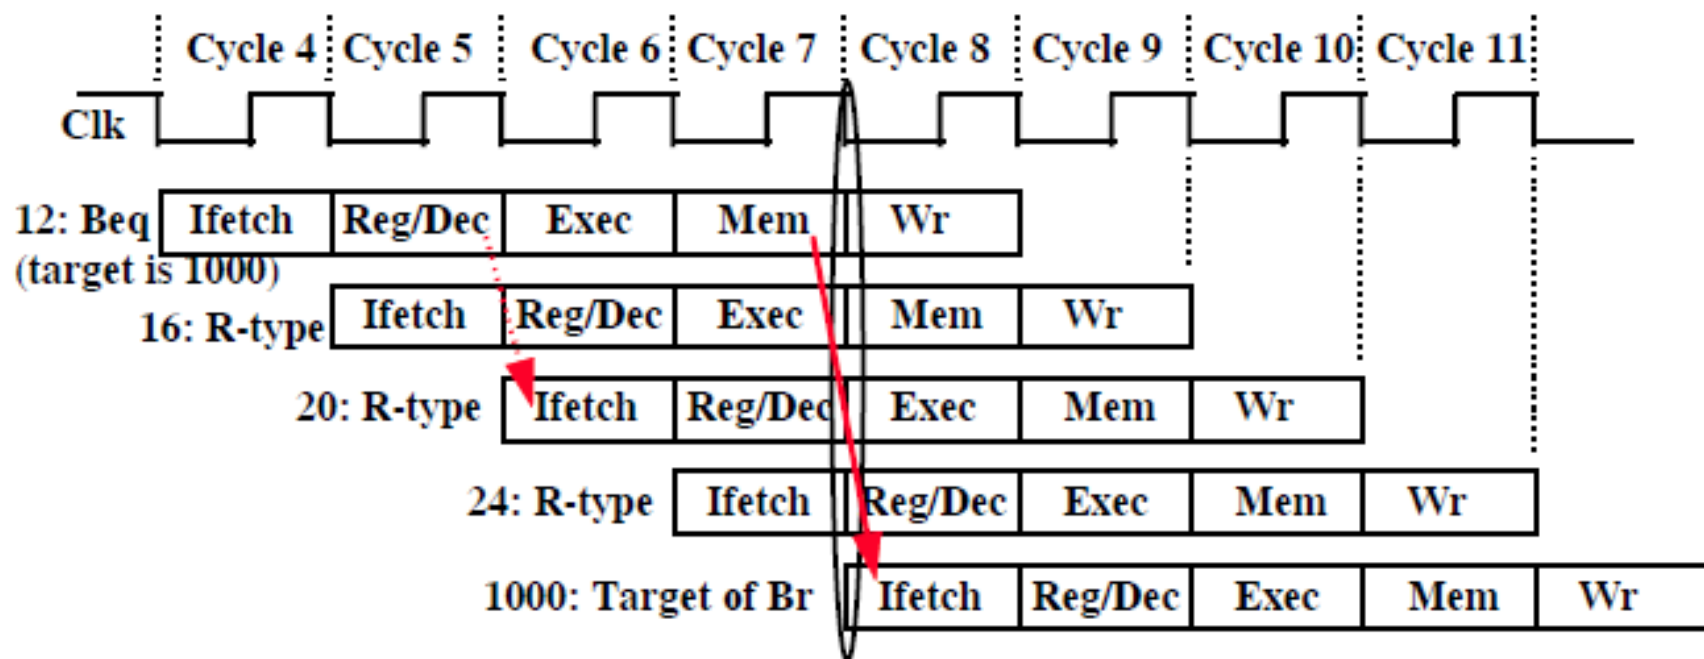 Cycle 4 Cycle 5 Cycle 6 Cycle 7 Cycle 8 Cycle 9 Cycle 10 Cycle 11
Clk
12: Beq Ifetch Reg/Dec Exec Mem Wr
(target is 1000)
16: R-type Ifetch Reg/Dec Exec Mem Wr
20: R-type Ifetch Reg/Dec Exec Mem Wr
24: R-type Ifetch Reg/Dec Exec Mem Wr
1000: Target of Br Ifetch Reg/Dec Exec Mem Wr